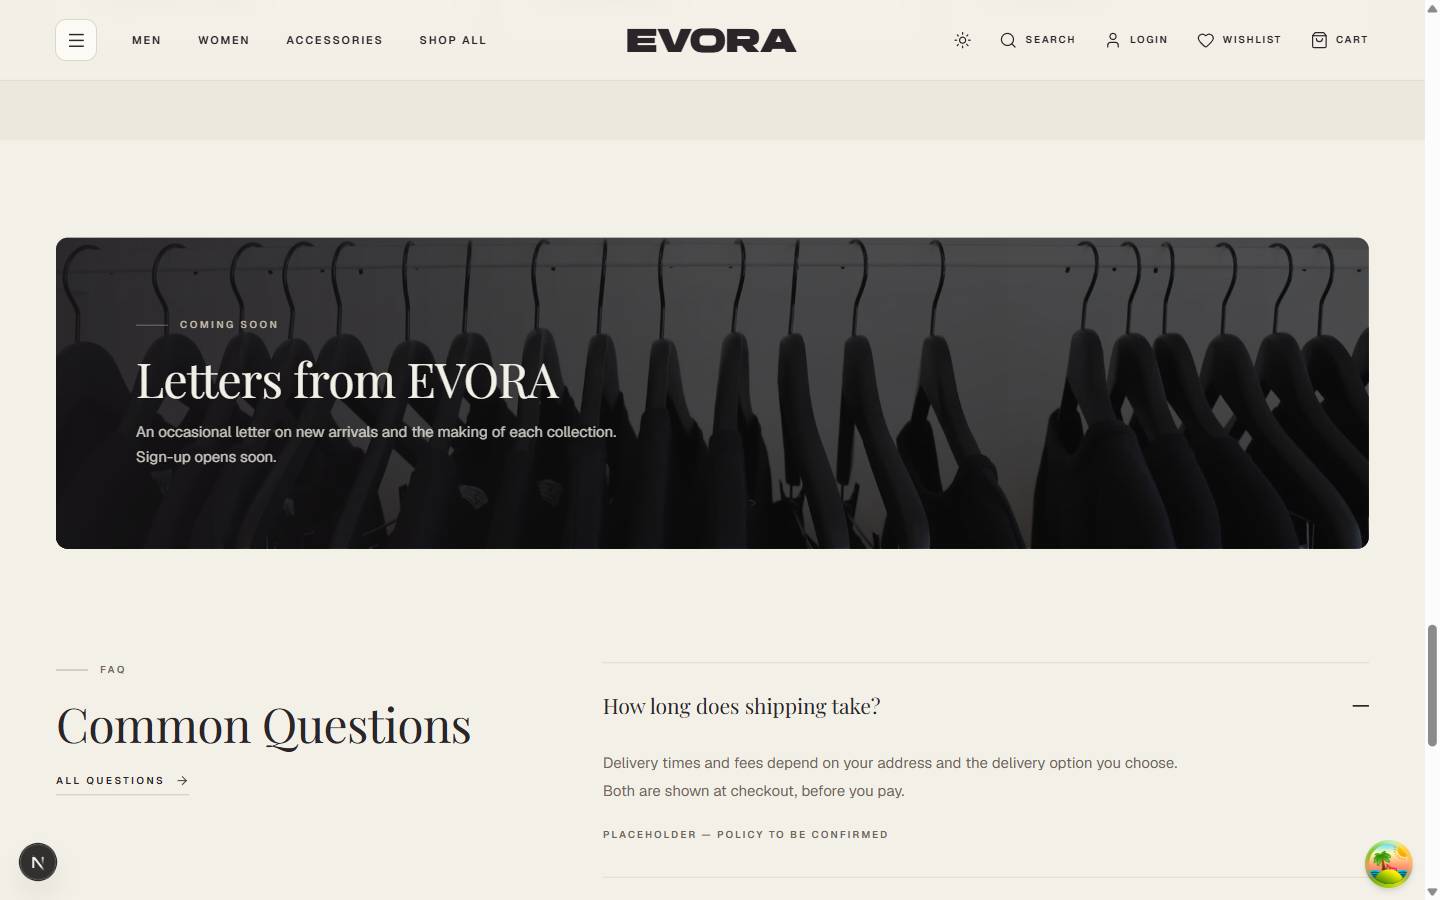 MEN
WOMEN
ACCESSORIES
SHOP ALL
EVORA
SEARCH
LOGIN
WISHLIST
CART
COMING SOON
Letters from EVORA
An occasional letter on new arrivals and the making of each collection.
Sign-up opens soon.
FAQ
Common Questions
ALL QUESTIONS
How long does shipping take?
Delivery times and fees depend on your address and the delivery option you choose.
Both are shown at checkout, before you pay.
PLACEHOLDER — POLICY TO BE CONFIRMED
N